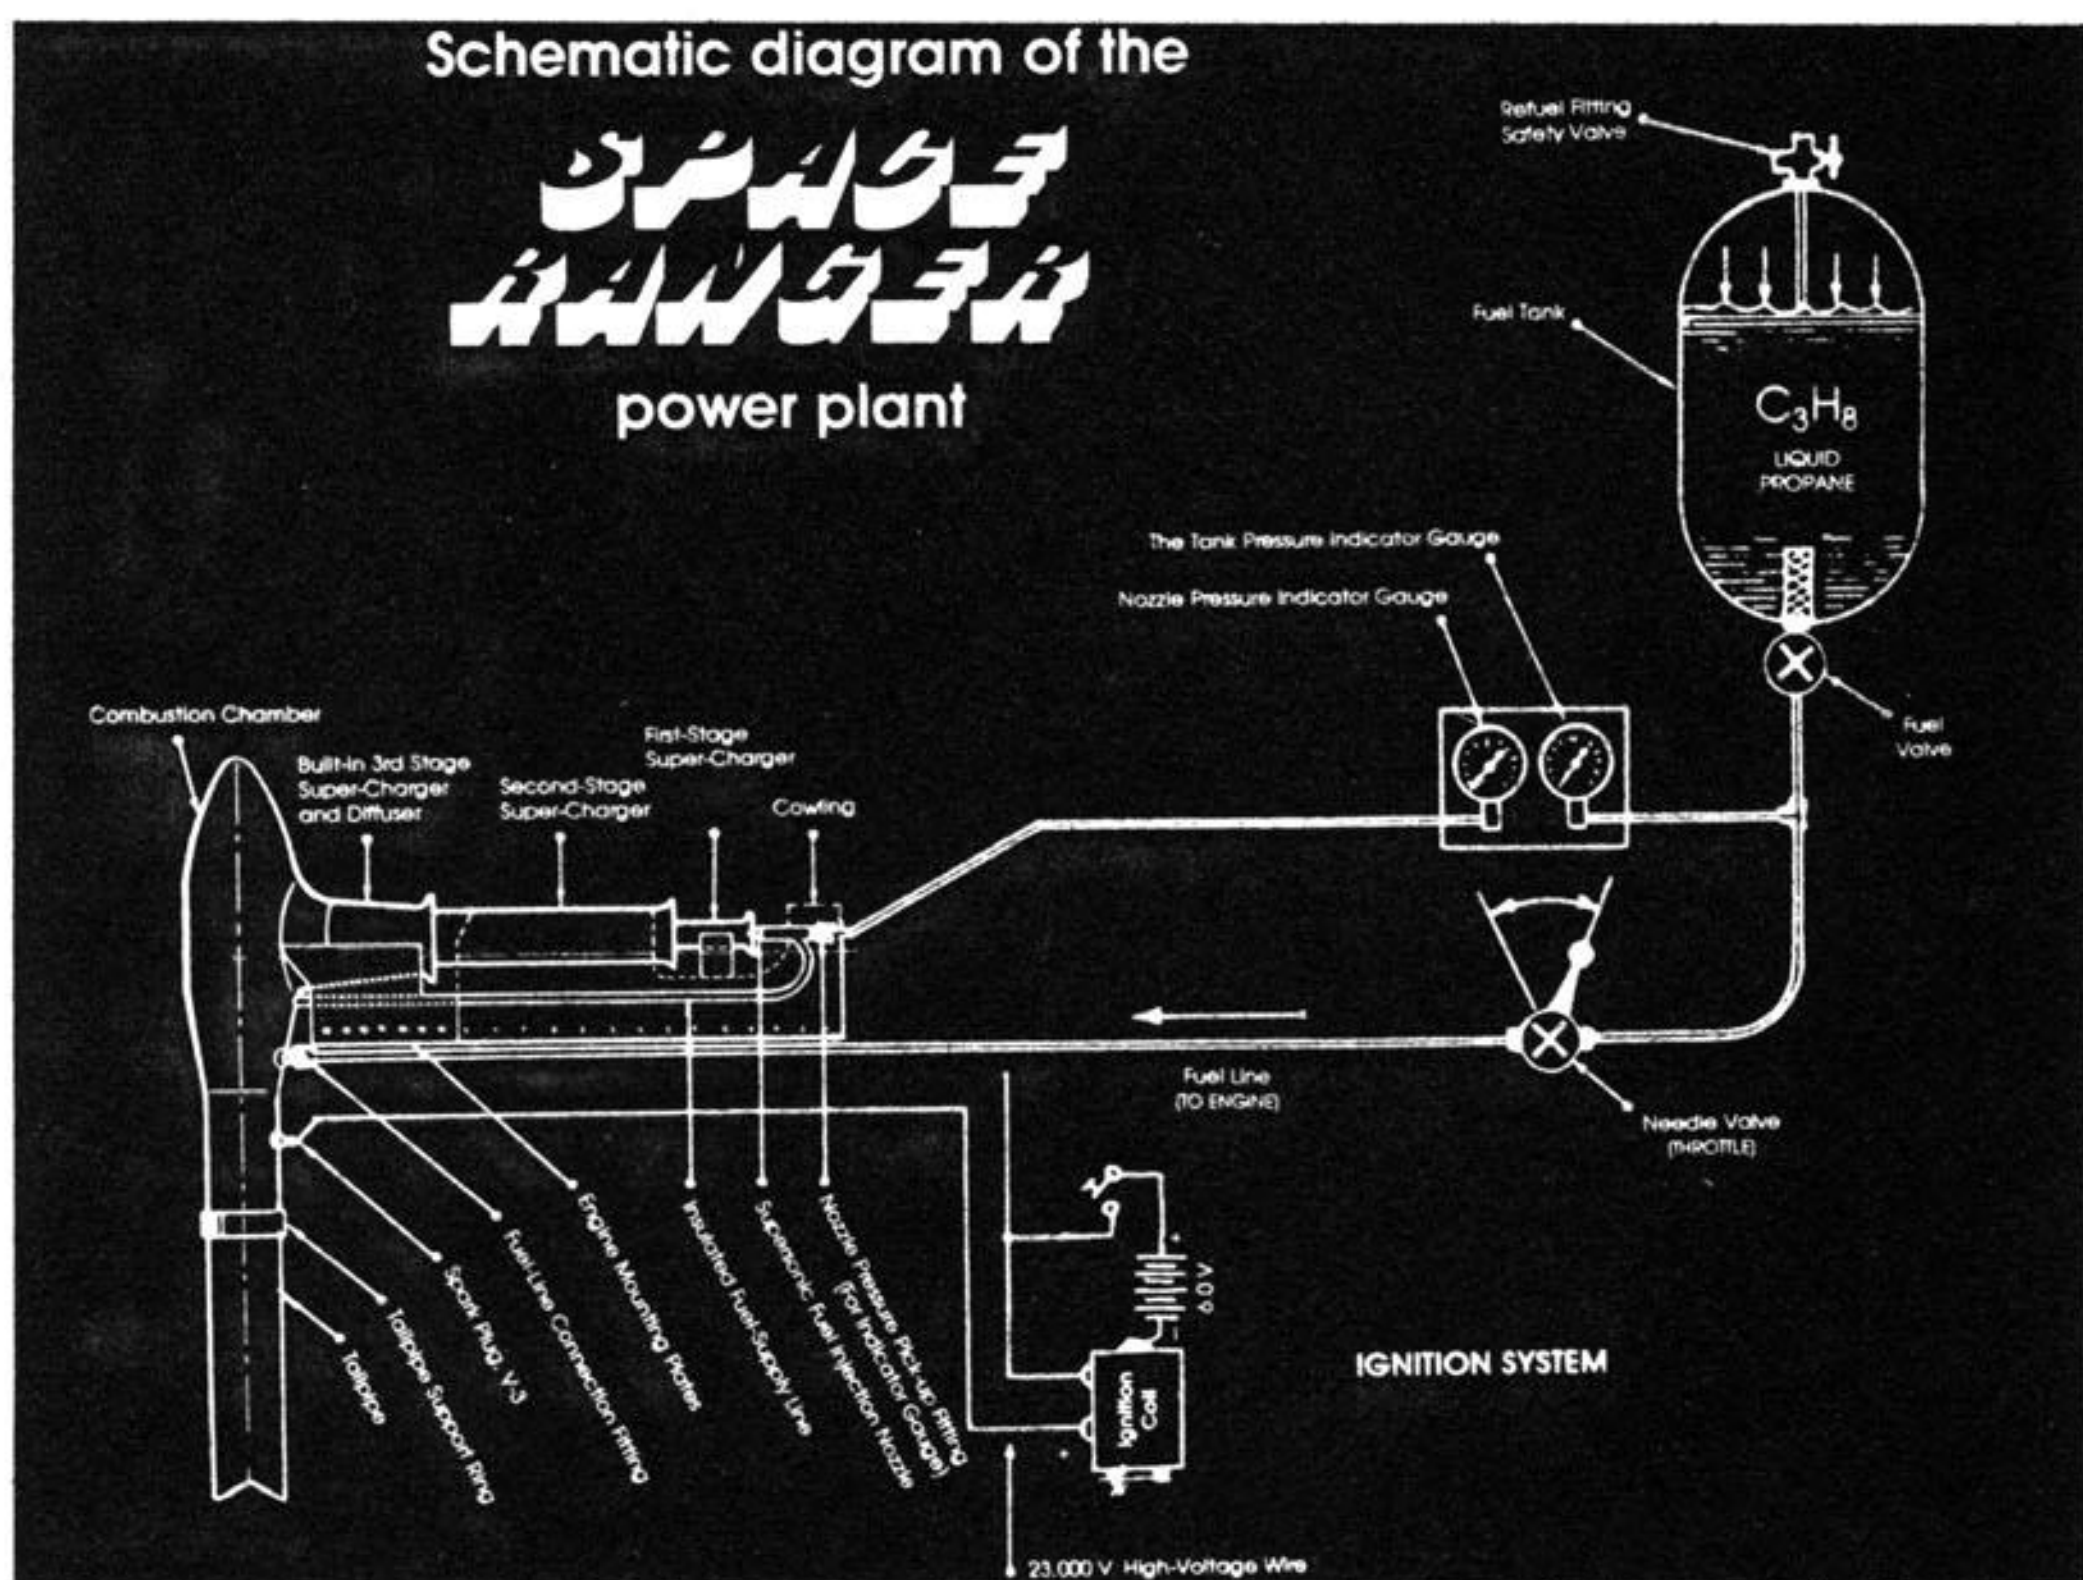 Schematic diagram of the
SPACE
RANGER
power plant
Refuel Fitting
Safety Valve
Fuel Tank
C₃H₈
LIQUID
PROPANE
The Tank Pressure Indicator Gauge
Nozzle Pressure Indicator Gauge
Fuel
Valve
Combustion Chamber
Built-in 3rd Stage
Super-Charger
and Diffuser
Second-Stage
Super-Charger
First-Stage
Super-Charger
Cowling
Fuel Line
(TO ENGINE)
Needle Valve
(THROTTLE)
Tailpipe
Tailpipe Support Ring
Spark Plug V-3
Fuel-Line Connection Fitting
Engine Mounting Plates
Insulated Fuel-Supply Line
Supersonic Fuel Injection Nozzle
Nozzle Pressure Pick-up Fitting
(For Indicator Gauge)
+
6.0 V
-
Ignition
Coil
+
IGNITION SYSTEM
23.000 V High-Voltage Wire